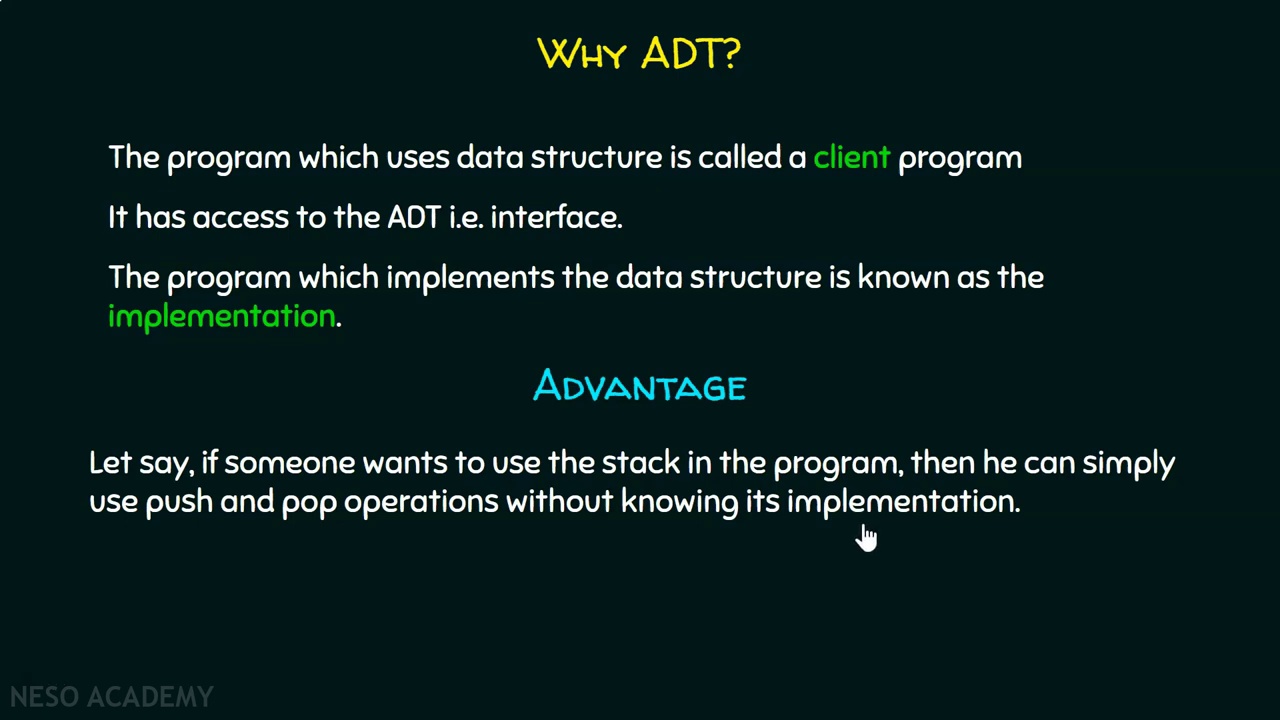 Why ADT?
The program which uses data structure is called a client program
It has access to the ADT i.e. interface.
The program which implements the data structure is known as the
implementation.
Advantage
Let say, if someone wants to use the stack in the program, then he can simply
use push and pop operations without knowing its implementation.
NESO ACADEMY